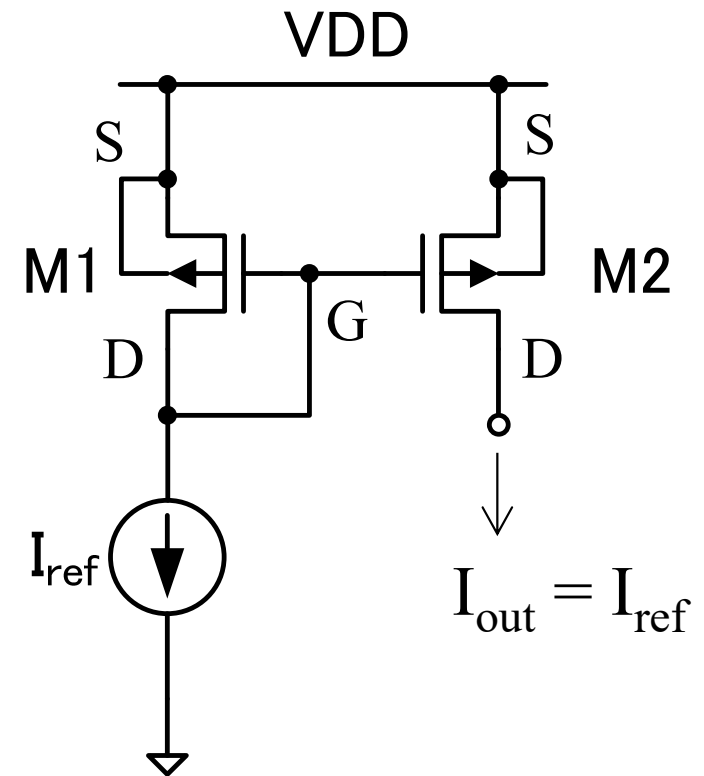 VDD
S
S
M1
M2
G
D
D
Iref
Iout = Iref